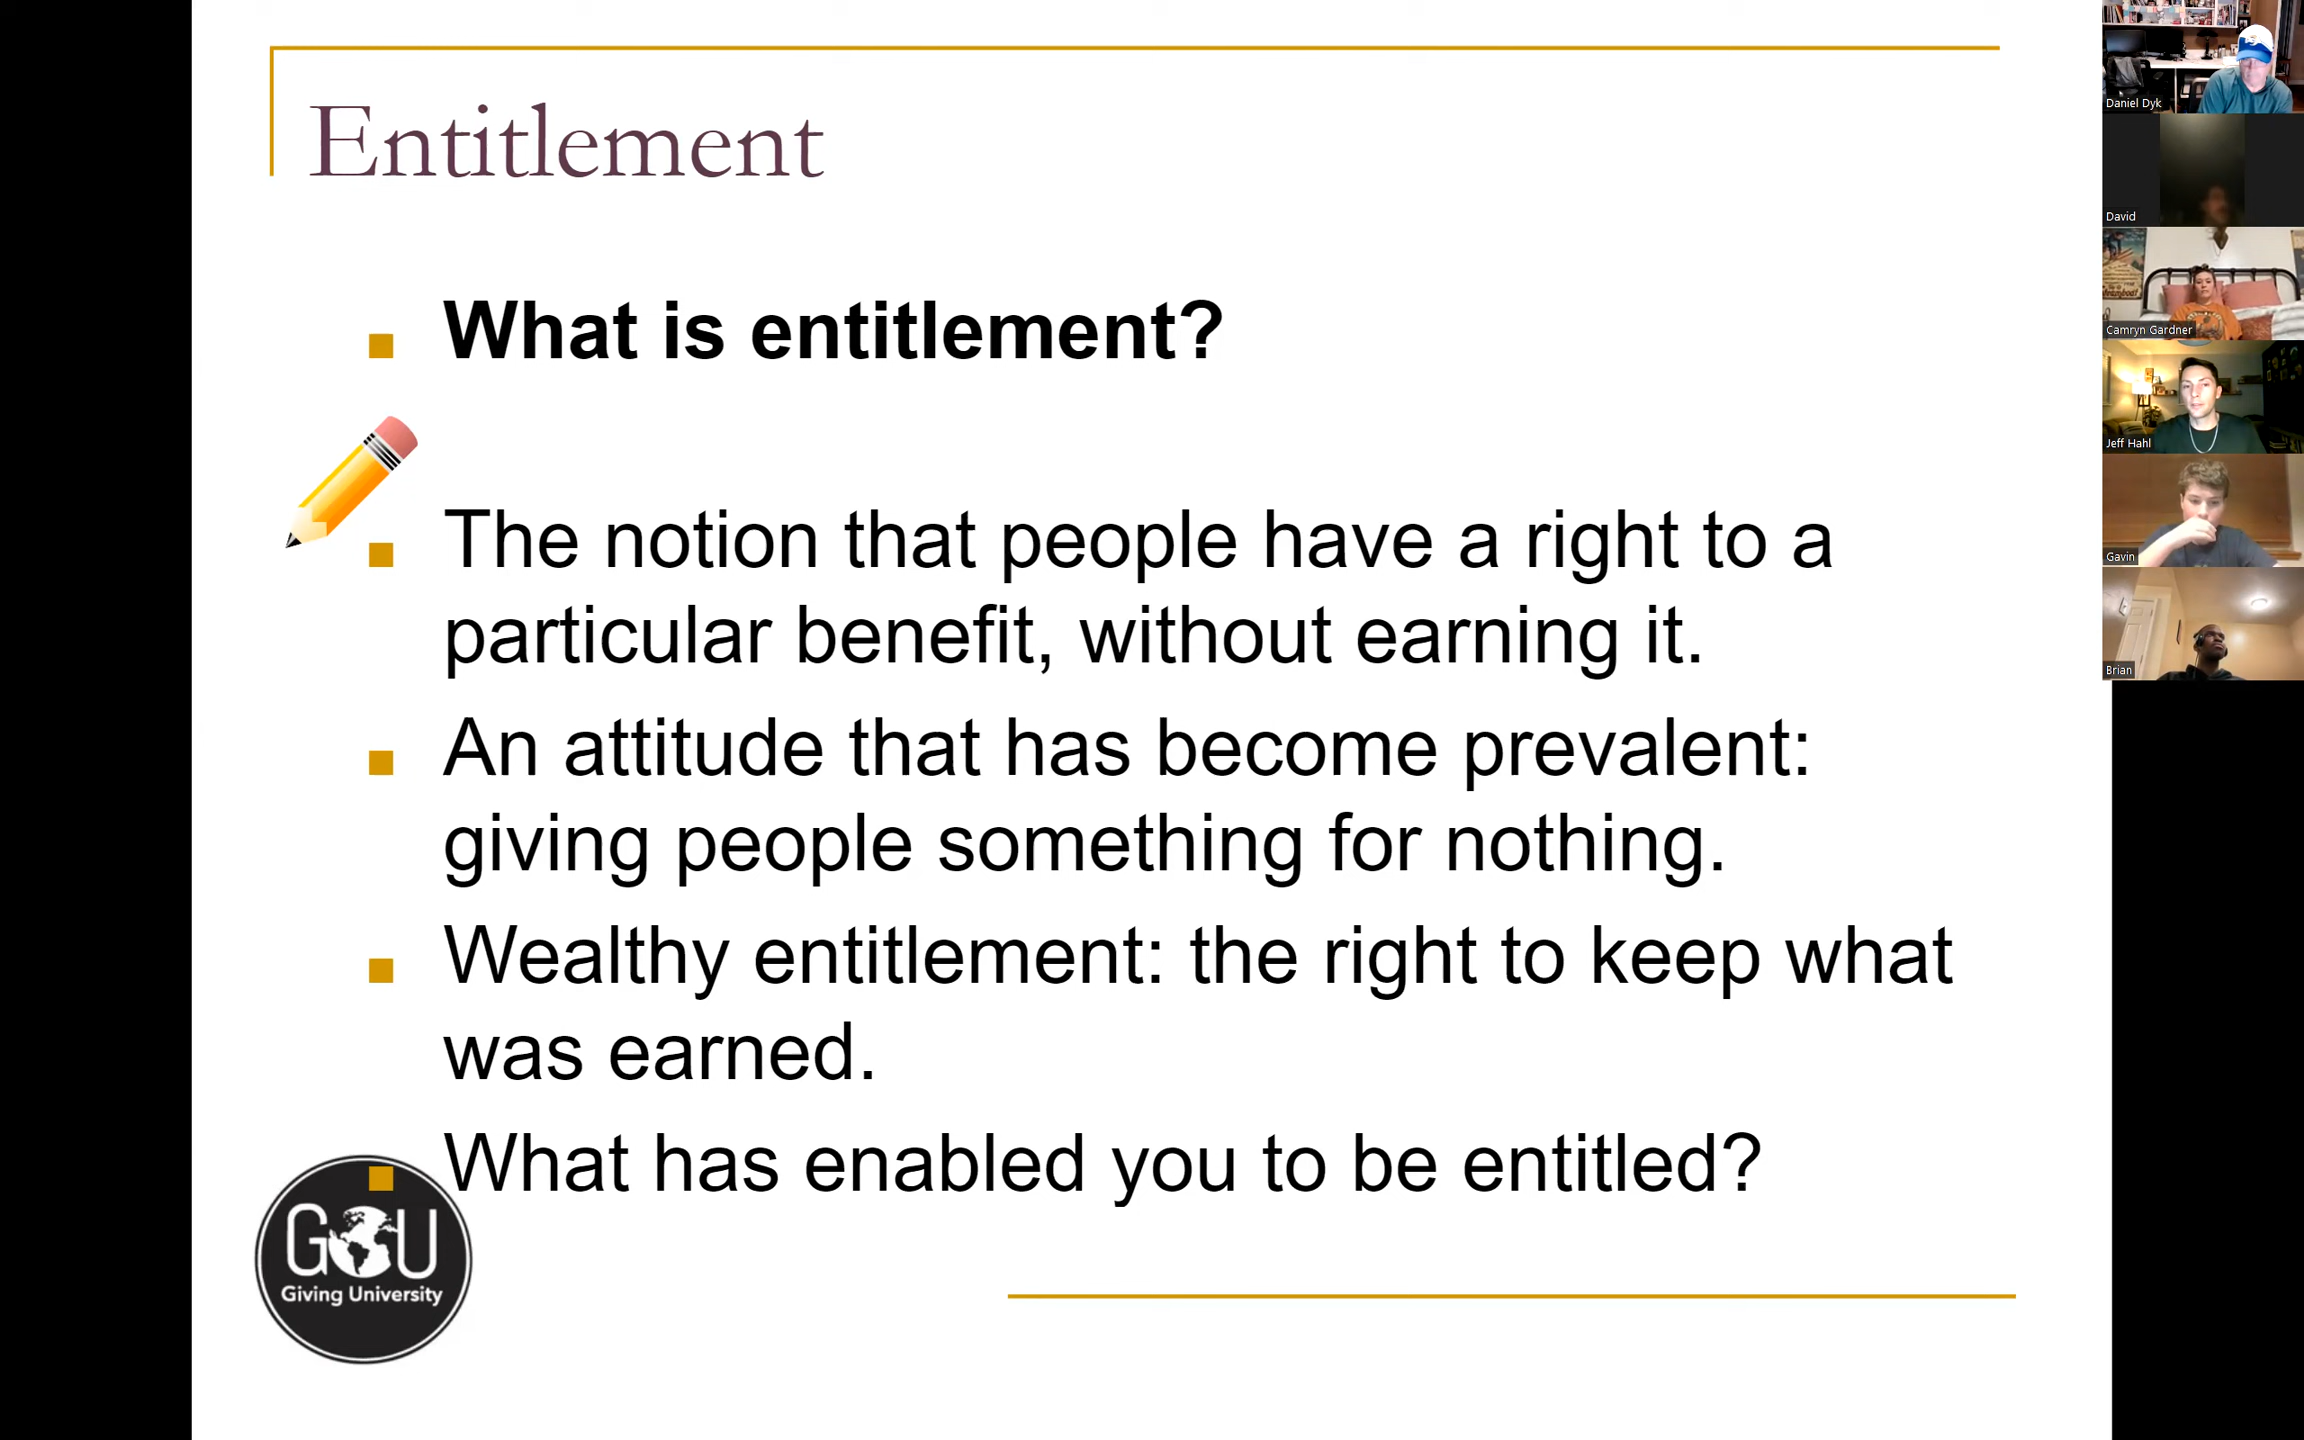 Entitlement
What is entitlement?
The notion that people have a right to a
particular benefit, without earning it.
An attitude that has become prevalent:
giving people something for nothing.
Wealthy entitlement: the right to keep what
was earned.
What has enabled you to be entitled?
GU
Giving University
Daniel Dyk
David
Camryn Gardner
Jeff Hahl
Gavin
Brian